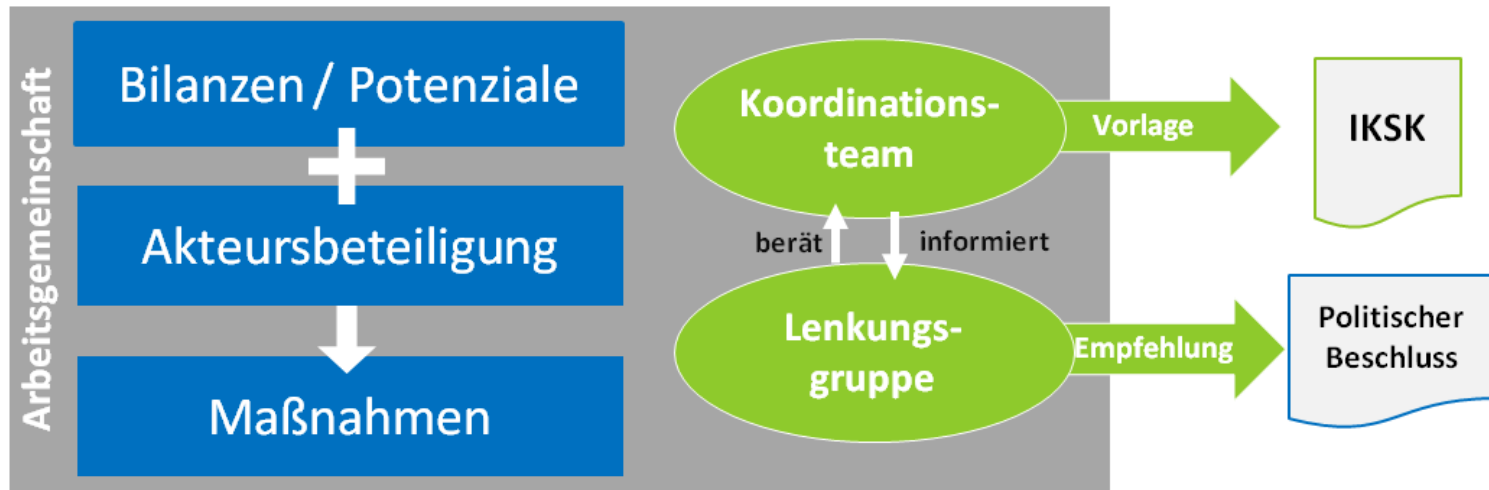 Arbeitsgemeinschaft
Bilanzen / Potenziale
Akteursbeteiligung
Maßnahmen
Koordinations-
team
Vorlage
IKSK
berät
informiert
Lenkungs-
gruppe
Empfehlung
Politischer
Beschluss